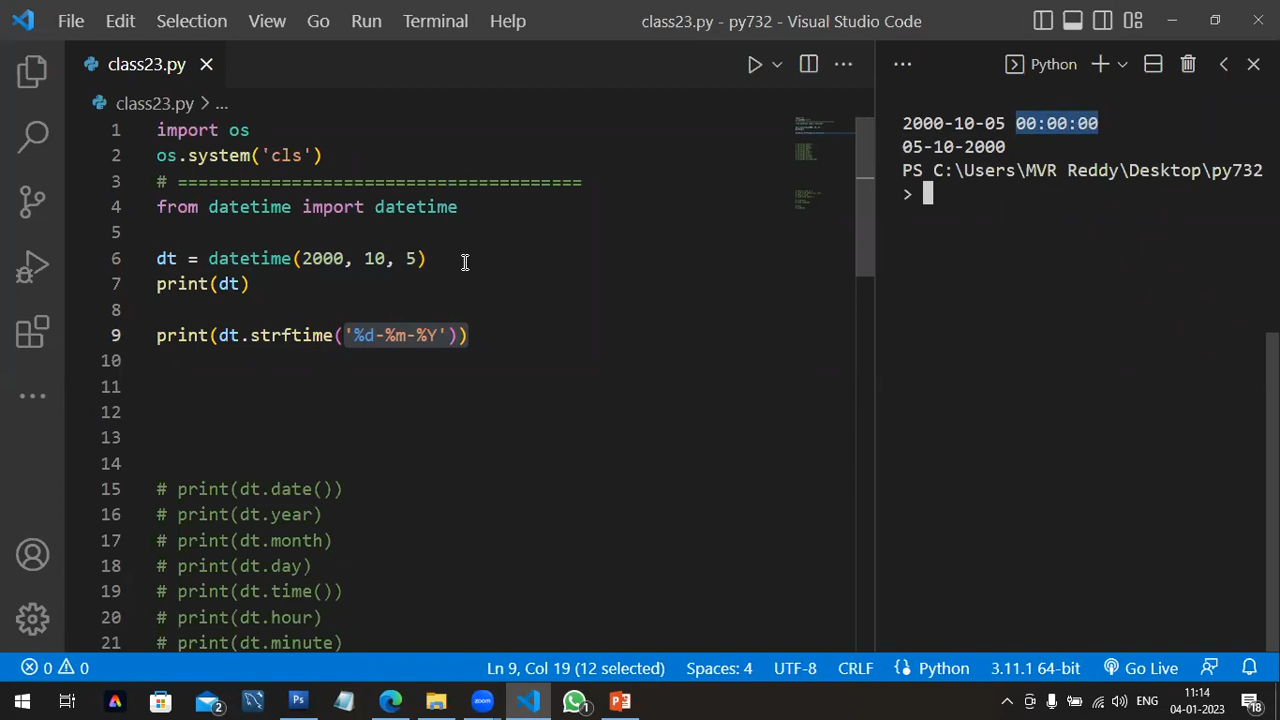 File Edit Selection View Go Run Terminal Help class23.py - py732 - Visual Studio Code
class23.py
Python
class23.py > ...
1 import os
2 os.system('cls')
3 # =======================================
4 from datetime import datetime
5
6 dt = datetime(2000, 10, 5)
7 print(dt)
8
9 print(dt.strftime('%d-%m-%Y'))
10
11
12
13
14
15 # print(dt.date())
16 # print(dt.year)
17 # print(dt.month)
18 # print(dt.day)
19 # print(dt.time())
20 # print(dt.hour)
21 # print(dt.minute)
2000-10-05 00:00:00
05-10-2000
PS C:\Users\MVR Reddy\Desktop\py732
>
0 0 Ln 9, Col 19 (12 selected) Spaces: 4 UTF-8 CRLF Python 3.11.1 64-bit Go Live
2 Ps zoom 1 ENG 11:14
04-01-2023 18